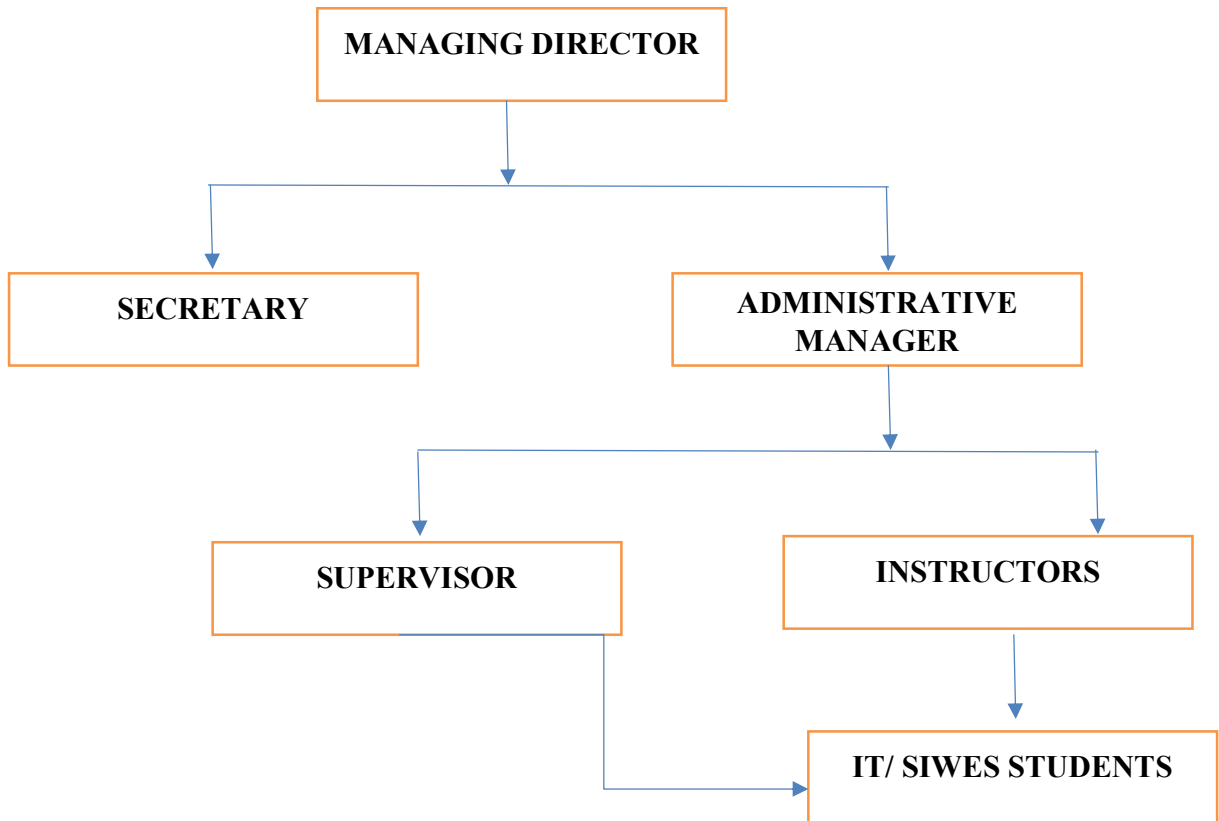 MANAGING DIRECTOR
SECRETARY
ADMINISTRATIVE
MANAGER
SUPERVISOR
INSTRUCTORS
IT/ SIWES STUDENTS